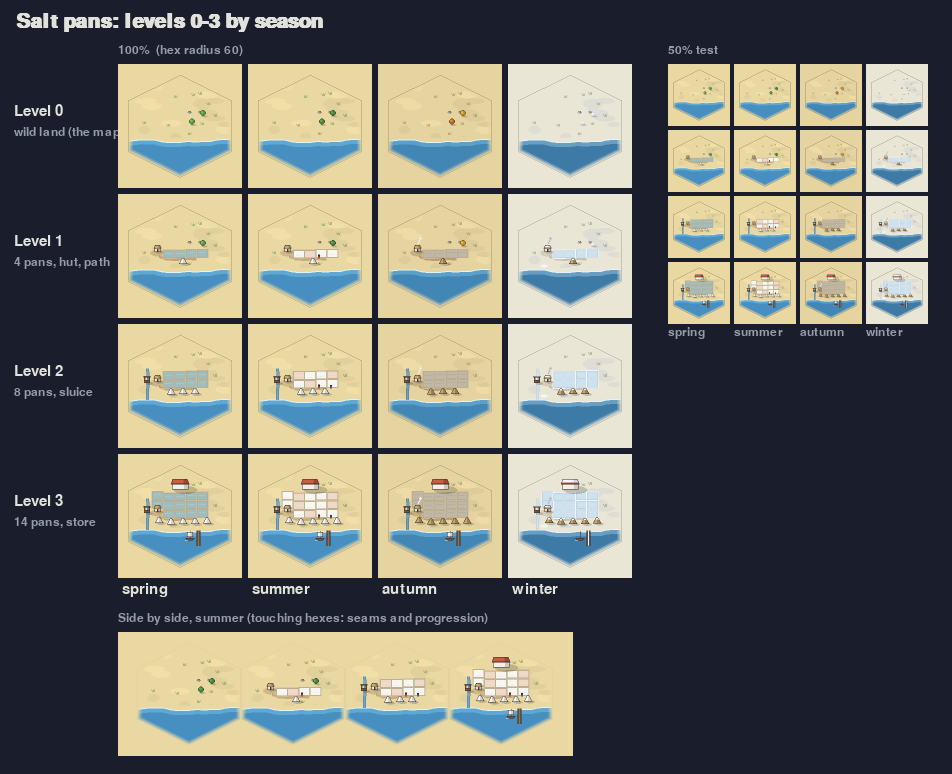 Salt pans: levels 0-3 by season
100% (hex radius 60)
50% test
Level 0
wild land (the map
Level 1
4 pans, hut, path
Level 2
8 pans, sluice
Level 3
14 pans, store
spring summer autumn winter
spring summer autumn winter
Side by side, summer (touching hexes: seams and progression)